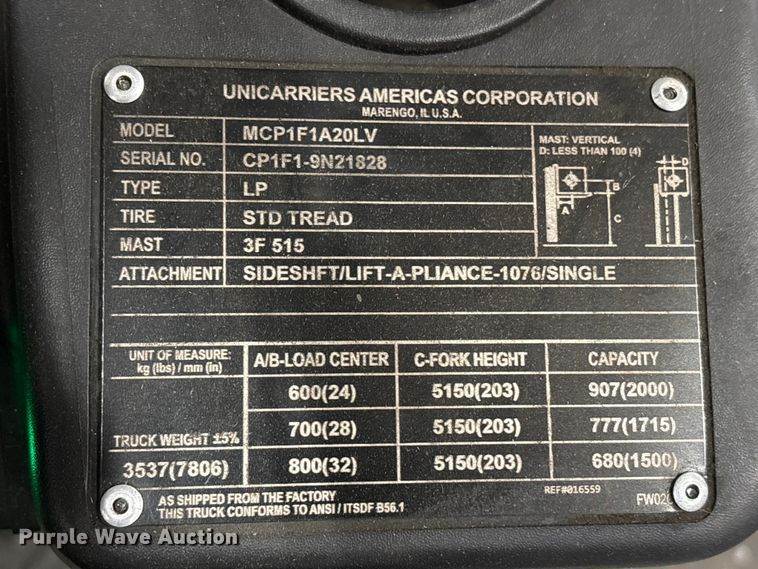 UNICARRIERS AMERICAS CORPORATION
MARENGO, IL U.S.A.
MODEL MCP1F1A20LV
SERIAL NO. CP1F1-9N21828
TYPE LP
TIRE STD TREAD
MAST 3F 515
ATTACHMENT SIDESHFT/LIFT-A-PLIANCE-1076/SINGLE
MAST: VERTICAL
D: LESS THAN 100 (4)
D
B
A
C
UNIT OF MEASURE:
kg (lbs) / mm (in)
A/B-LOAD CENTER C-FORK HEIGHT CAPACITY
600(24) 5150(203) 907(2000)
700(28) 5150(203) 777(1715)
TRUCK WEIGHT ±5%
3537(7806) 800(32) 5150(203) 680(1500)
AS SHIPPED FROM THE FACTORY
THIS TRUCK CONFORMS TO ANSI / ITSDF B56.1
REF#016559
Purple Wave Auction